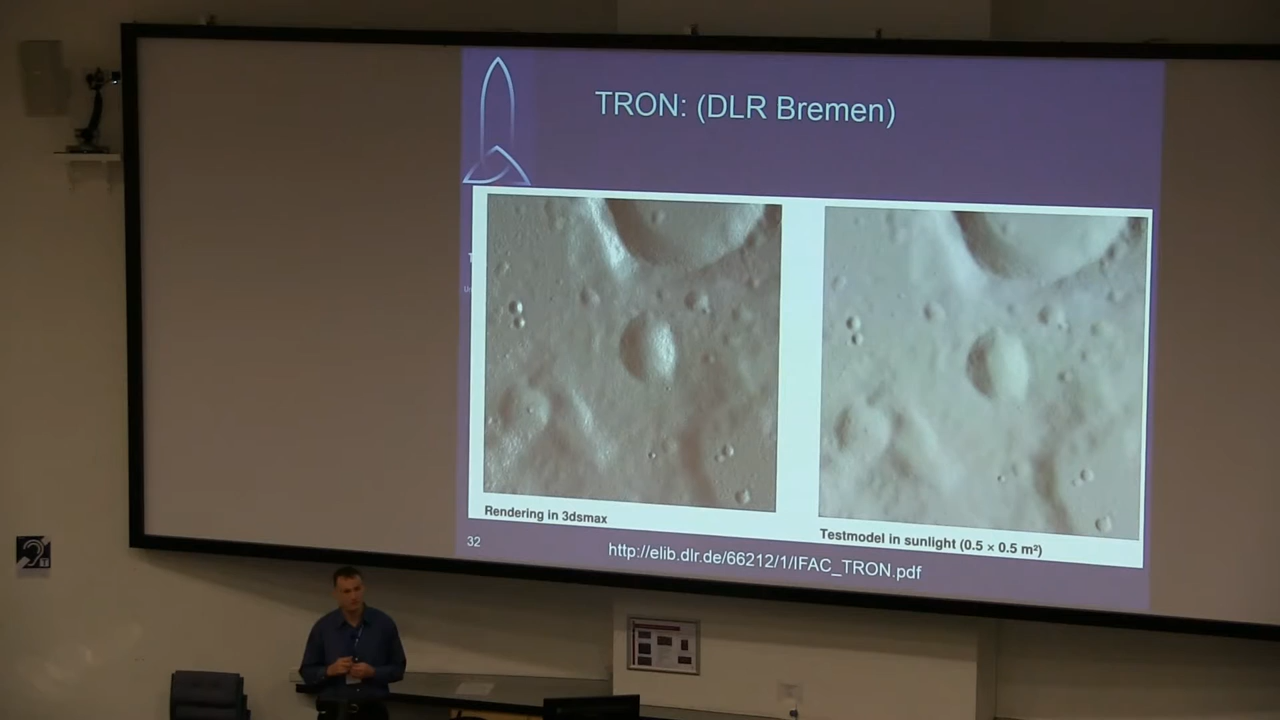 TRON: (DLR Bremen)
Rendering in 3dsmax
Testmodel in sunlight (0.5 × 0.5 m²)
32
http://elib.dlr.de/66212/1/IFAC_TRON.pdf